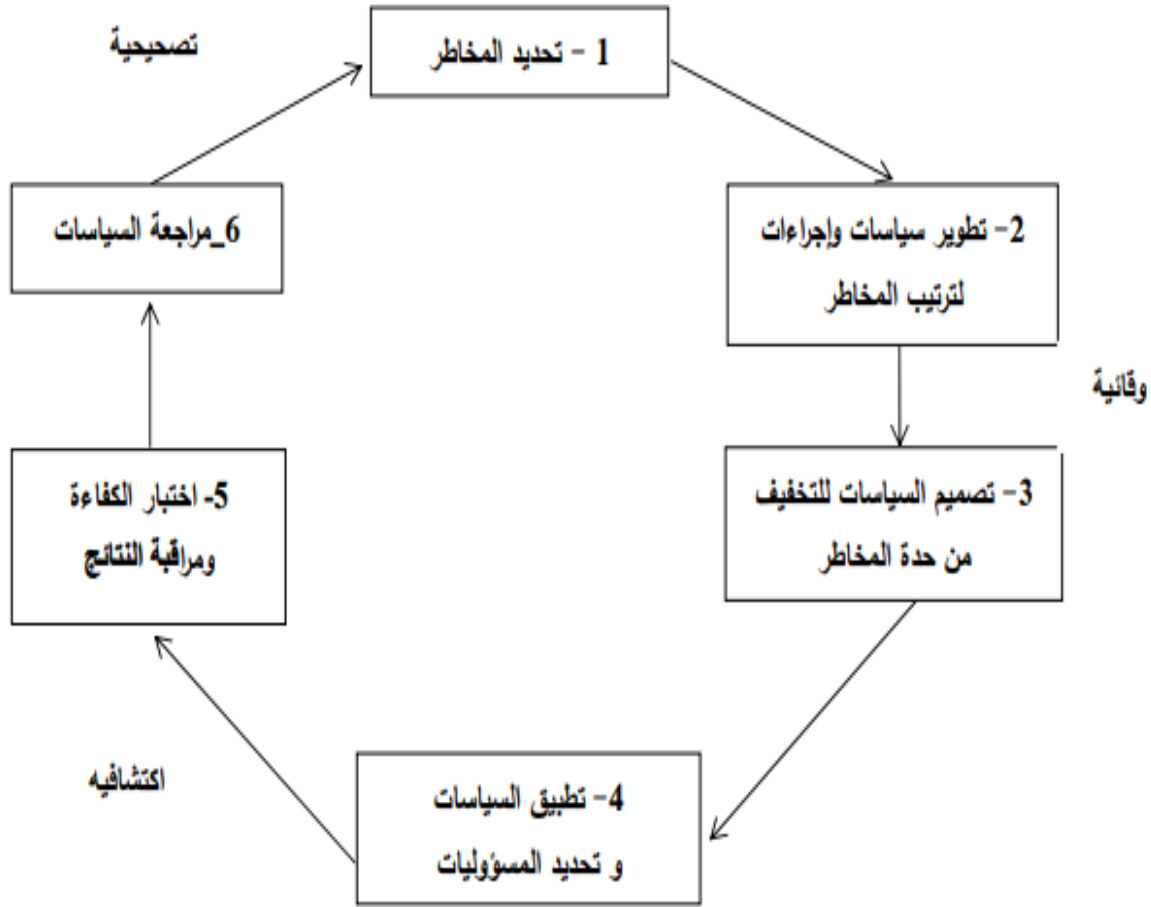 تصحيحية
1 - تحديد المخاطر
2- تطوير سياسات وإجراءات
لترتيب المخاطر
وقائية
3- تصميم السياسات للتخفيف
من حدة المخاطر
4- تطبيق السياسات
و تحديد المسؤوليات
اكتشافيه
5- اختبار الكفاءة
ومراقبة النتائج
6_مراجعة السياسات